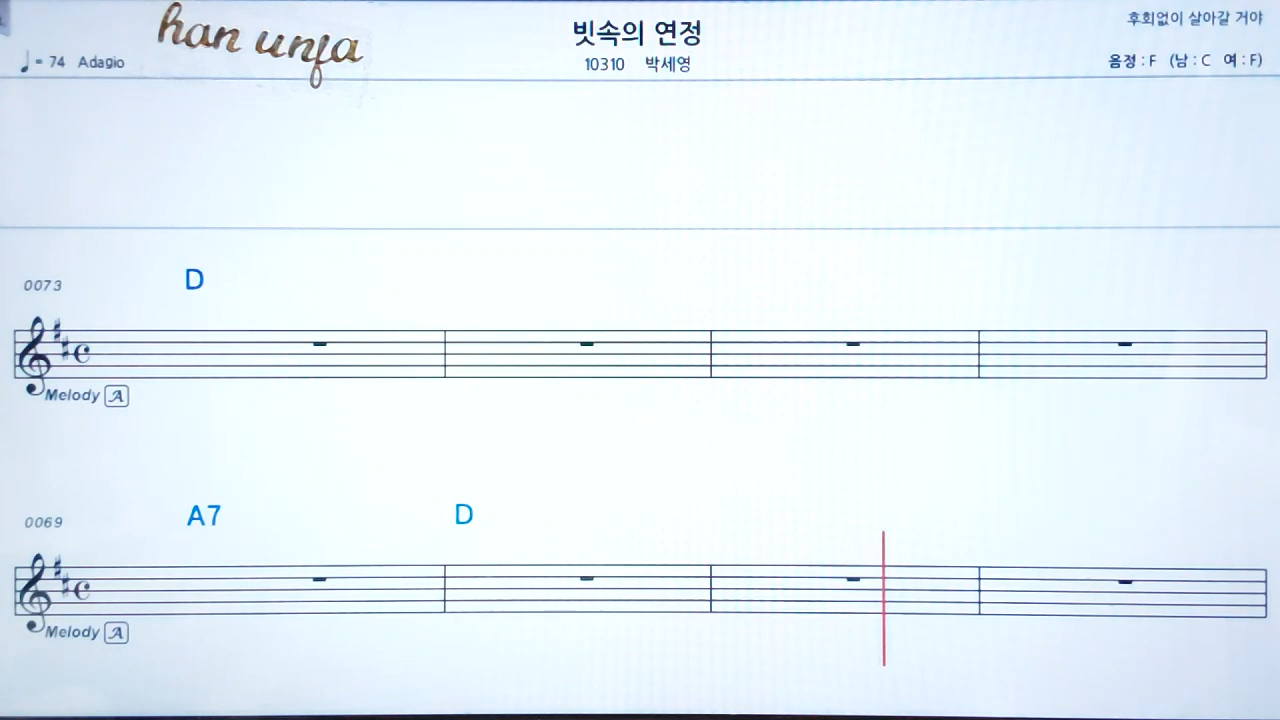 han unfa
빗속의 연정
후회없이 살아갈 거야
♩ = 74 Adagio
10310 박세영
음정 : F (남 : C 여 : F)
0073 D
Melody A
0069 A7 D
Melody A